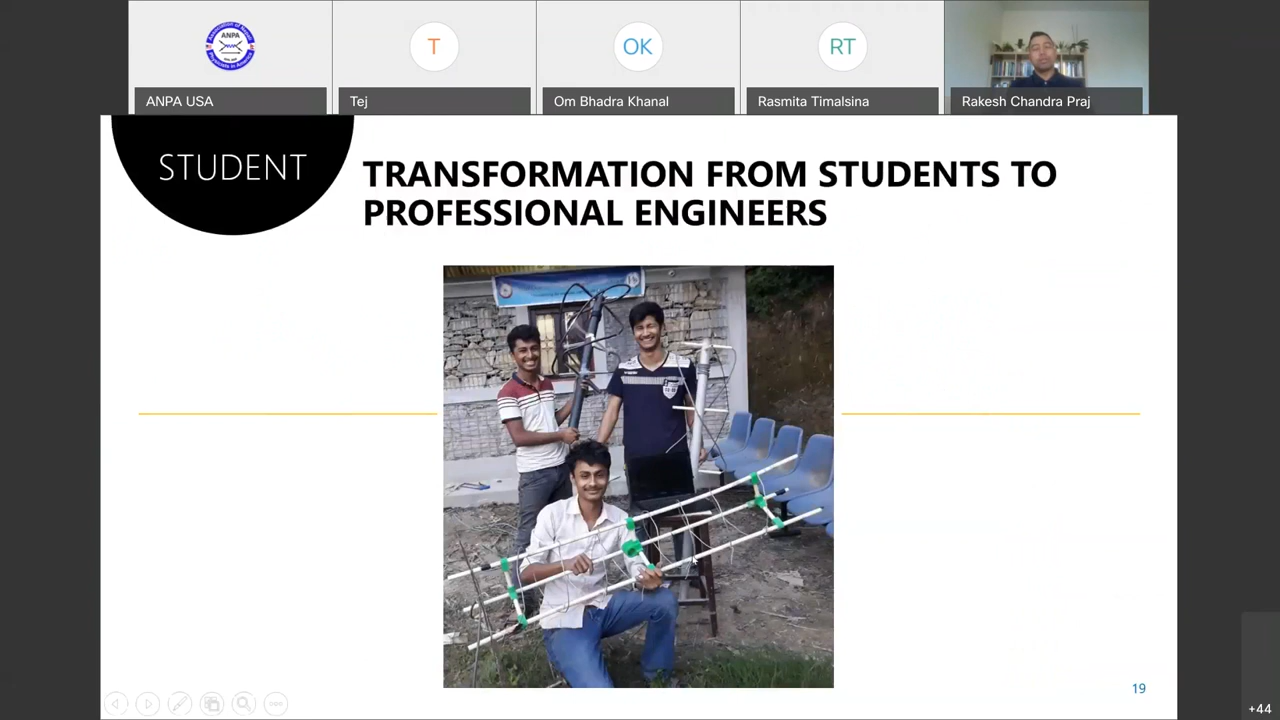 ANPA
T
OK
RT
ANPA USA
Tej
Om Bhadra Khanal
Rasmita Timalsina
Rakesh Chandra Praj
STUDENT
TRANSFORMATION FROM STUDENTS TO
PROFESSIONAL ENGINEERS
19
+44